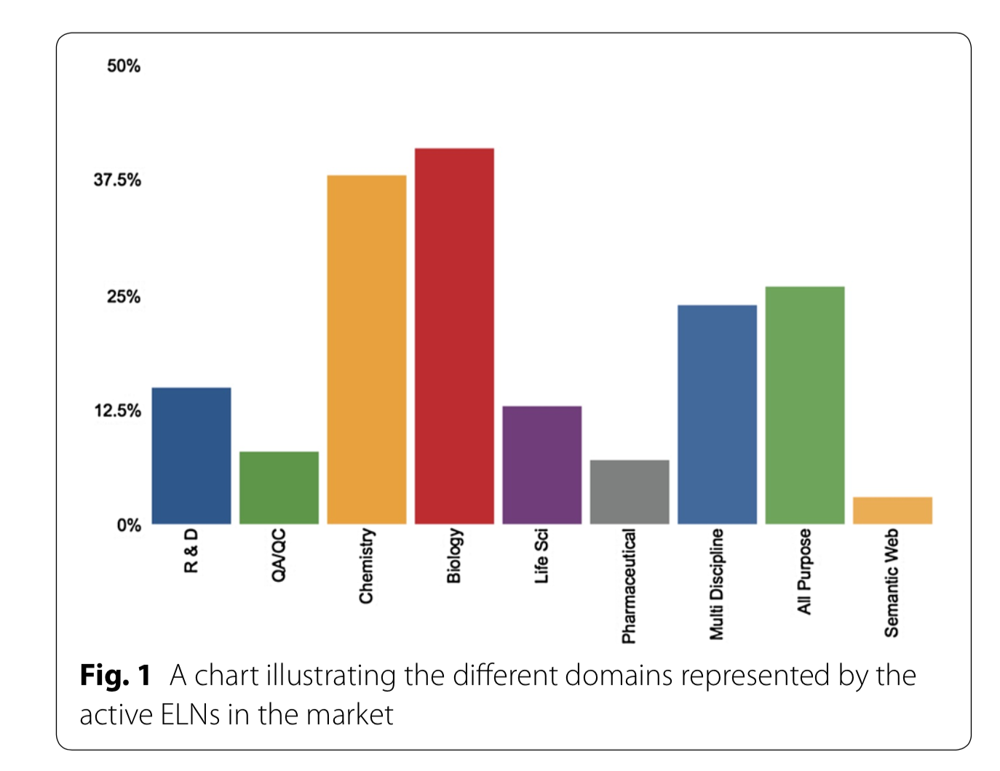 50%
37.5%
25%
12.5%
0%
R & D
QA/QC
Chemistry
Biology
Life Sci
Pharmaceutical
Multi Discipline
All Purpose
Semantic Web
Fig. 1 A chart illustrating the different domains represented by the
active ELNs in the market